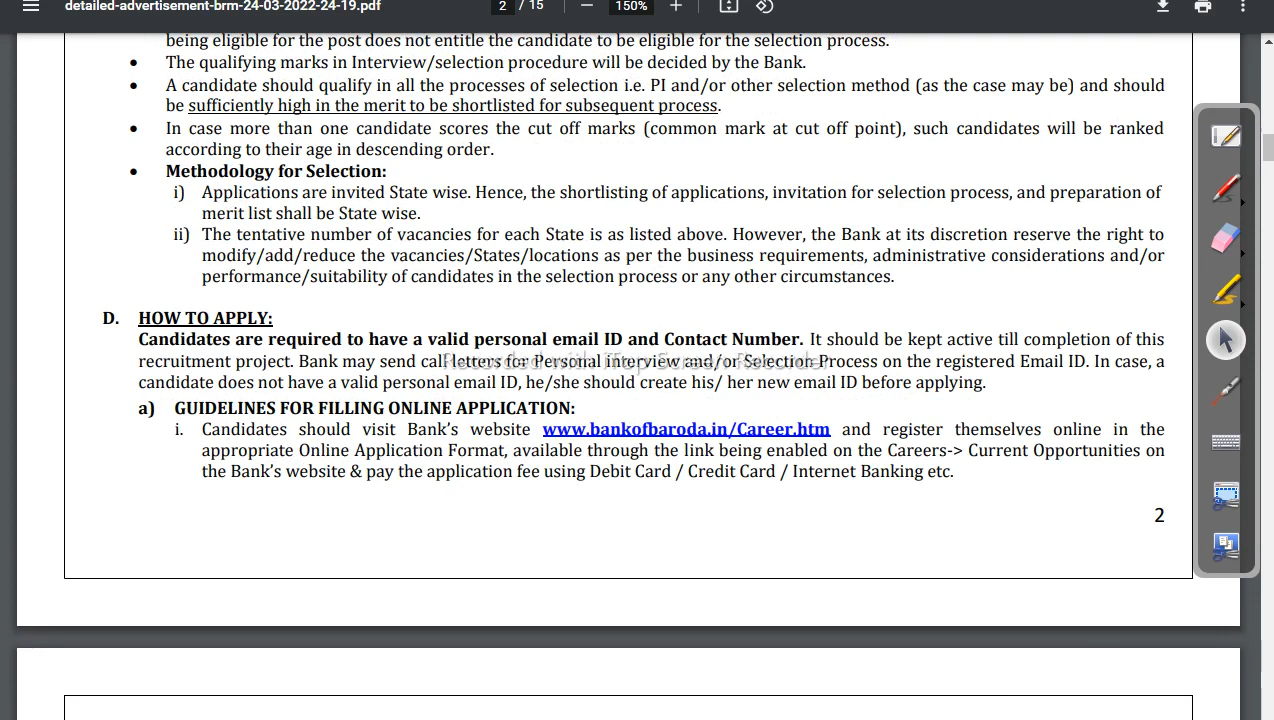 detailed-advertisement-brm-24-03-2022-24-19.pdf 2 / 15 — 150% +
being eligible for the post does not entitle the candidate to be eligible for the selection process.
• The qualifying marks in Interview/selection procedure will be decided by the Bank.
• A candidate should qualify in all the processes of selection i.e. PI and/or other selection method (as the case may be) and should
be sufficiently high in the merit to be shortlisted for subsequent process.
• In case more than one candidate scores the cut off marks (common mark at cut off point), such candidates will be ranked
according to their age in descending order.
• Methodology for Selection:
i) Applications are invited State wise. Hence, the shortlisting of applications, invitation for selection process, and preparation of
merit list shall be State wise.
ii) The tentative number of vacancies for each State is as listed above. However, the Bank at its discretion reserve the right to
modify/add/reduce the vacancies/States/locations as per the business requirements, administrative considerations and/or
performance/suitability of candidates in the selection process or any other circumstances.
D. HOW TO APPLY:
Candidates are required to have a valid personal email ID and Contact Number. It should be kept active till completion of this
recruitment project. Bank may send call letters for Personal interview and/or Selection Process on the registered Email ID. In case, a
Recorded with iTop Screen Recorder
candidate does not have a valid personal email ID, he/she should create his/ her new email ID before applying.
a) GUIDELINES FOR FILLING ONLINE APPLICATION:
i. Candidates should visit Bank's website www.bankofbaroda.in/Career.htm and register themselves online in the
appropriate Online Application Format, available through the link being enabled on the Careers-> Current Opportunities on
the Bank's website & pay the application fee using Debit Card / Credit Card / Internet Banking etc.
2